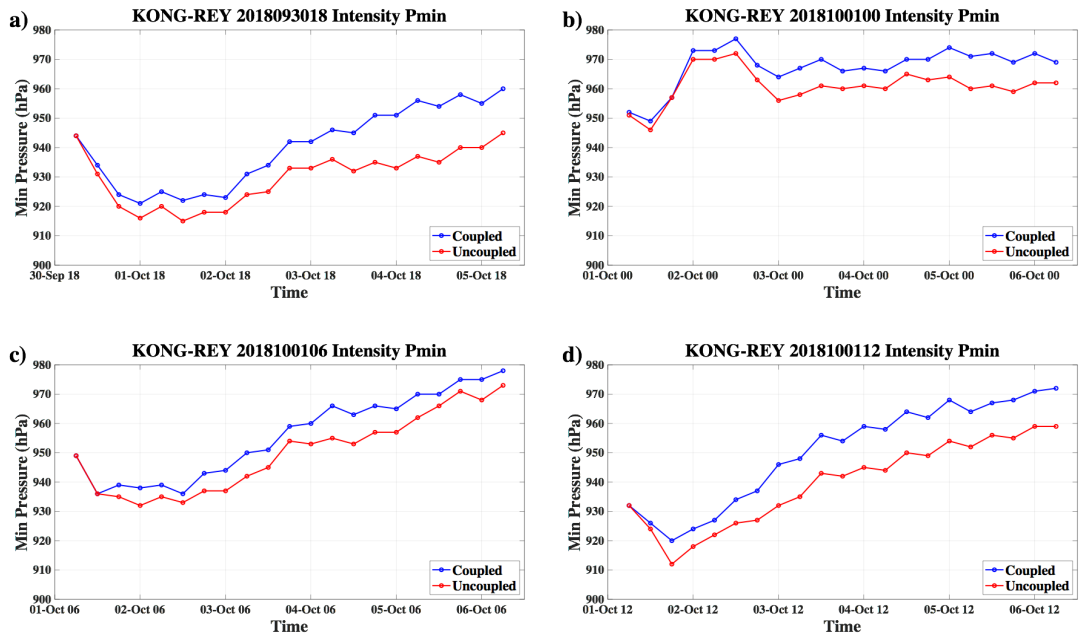 a) KONG-REY 2018093018 Intensity Pmin
980
970
960
950
940
930
920
910
900
Min Pressure (hPa)
30-Sep 18 01-Oct 18 02-Oct 18 03-Oct 18 04-Oct 18 05-Oct 18
Time
Coupled
Uncoupled
b) KONG-REY 2018100100 Intensity Pmin
980
970
960
950
940
930
920
910
900
Min Pressure (hPa)
01-Oct 00 02-Oct 00 03-Oct 00 04-Oct 00 05-Oct 00 06-Oct 00
Time
Coupled
Uncoupled
c) KONG-REY 2018100106 Intensity Pmin
980
970
960
950
940
930
920
910
900
Min Pressure (hPa)
01-Oct 06 02-Oct 06 03-Oct 06 04-Oct 06 05-Oct 06 06-Oct 06
Time
Coupled
Uncoupled
d) KONG-REY 2018100112 Intensity Pmin
980
970
960
950
940
930
920
910
900
Min Pressure (hPa)
01-Oct 12 02-Oct 12 03-Oct 12 04-Oct 12 05-Oct 12 06-Oct 12
Time
Coupled
Uncoupled